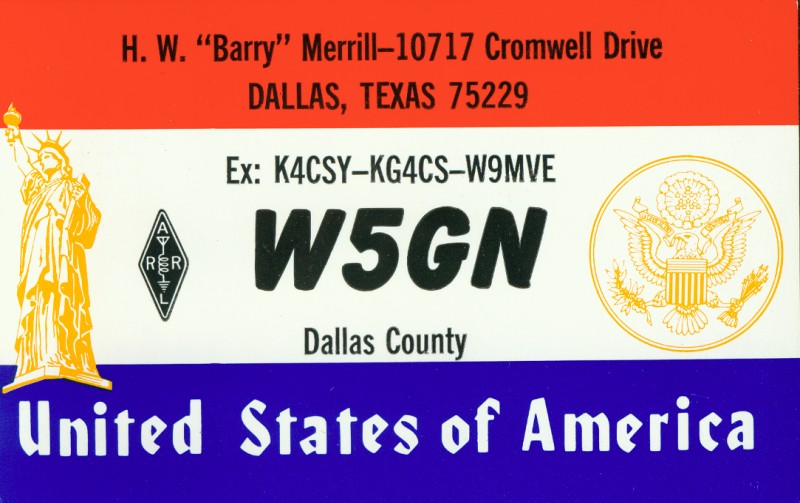 H. W. “Barry” Merrill–10717 Cromwell Drive
DALLAS, TEXAS 75229
Ex: K4CSY–KG4CS–W9MVE
W5GN
A
R R
L
Dallas County
United States of America